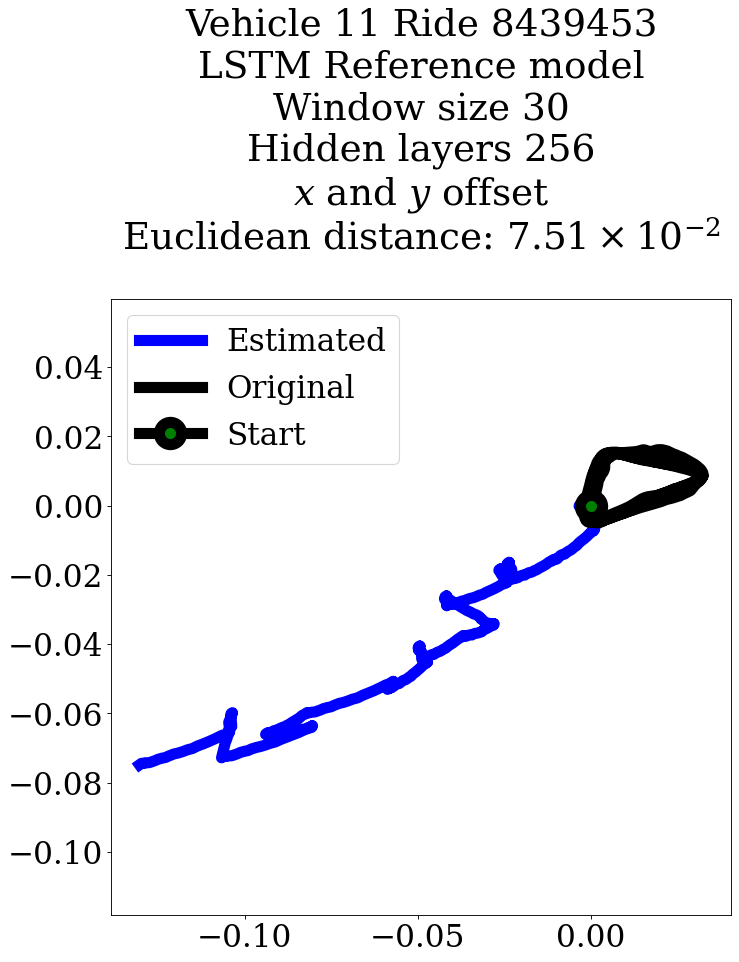 Vehicle 11 Ride 8439453
LSTM Reference model
Window size 30
Hidden layers 256
x and y offset
Euclidean distance: 7.51 × 10⁻²
Estimated
Original
Start
0.04
0.02
0.00
−0.02
−0.04
−0.06
−0.08
−0.10
−0.10 −0.05 0.00